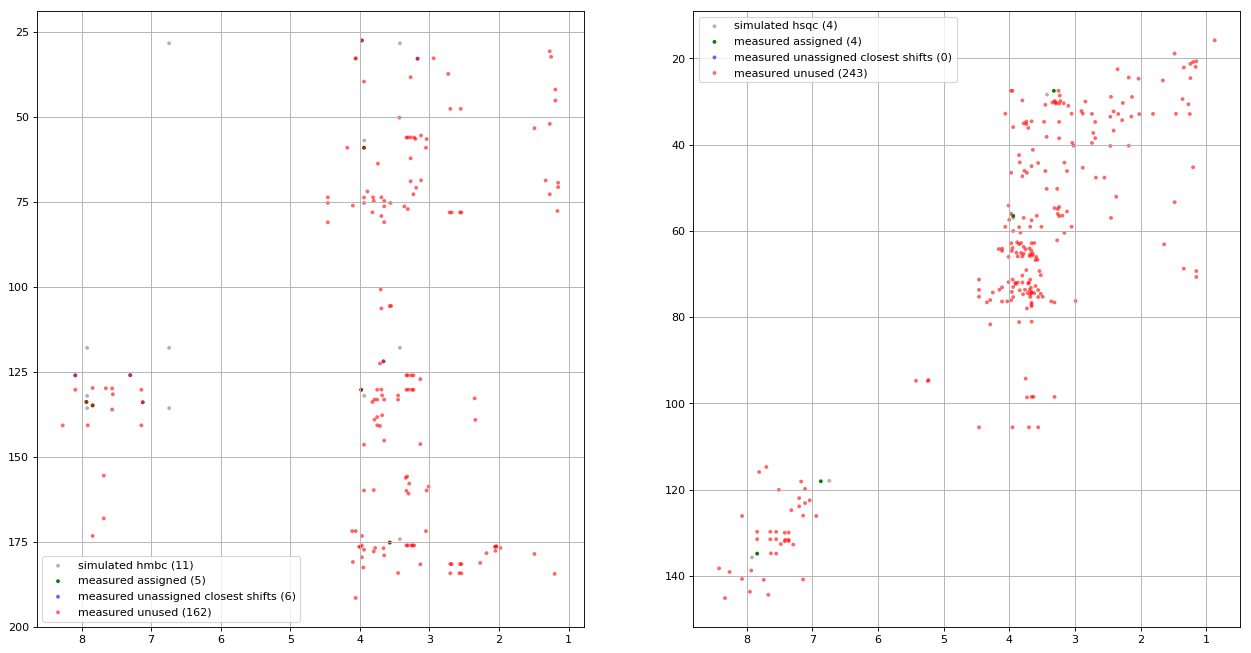 25
50
75
100
125
150
175
200
8 7 6 5 4 3 2 1
simulated hmbc (11)
measured assigned (5)
measured unassigned closest shifts (6)
measured unused (162)
simulated hsqc (4)
measured assigned (4)
measured unassigned closest shifts (0)
measured unused (243)
20
40
60
80
100
120
140
8 7 6 5 4 3 2 1